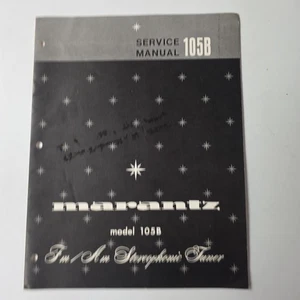 SERVICE
MANUAL 105B
marantz
model 105B
Fm/Am Stereophonic Tuner